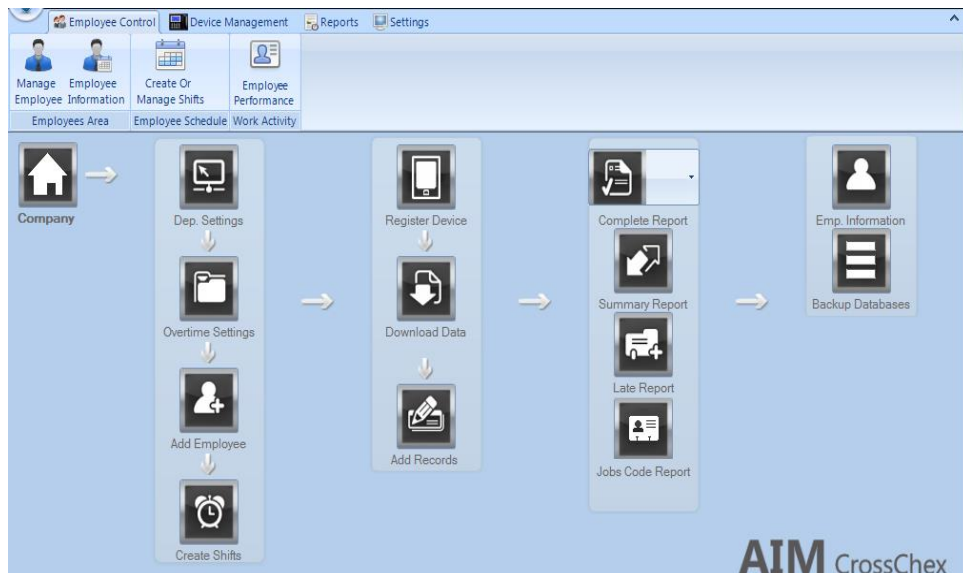 Employee Control Device Management Reports Settings
Manage Employee
Employee Information
Create Or Manage Shifts
Employee Performance
Employees Area Employee Schedule Work Activity
Company
Dep. Settings
Overtime Settings
Add Employee
Create Shifts
Register Device
Download Data
Add Records
Complete Report
Summary Report
Late Report
Jobs Code Report
Emp. Information
Backup Databases
AIM CrossChex